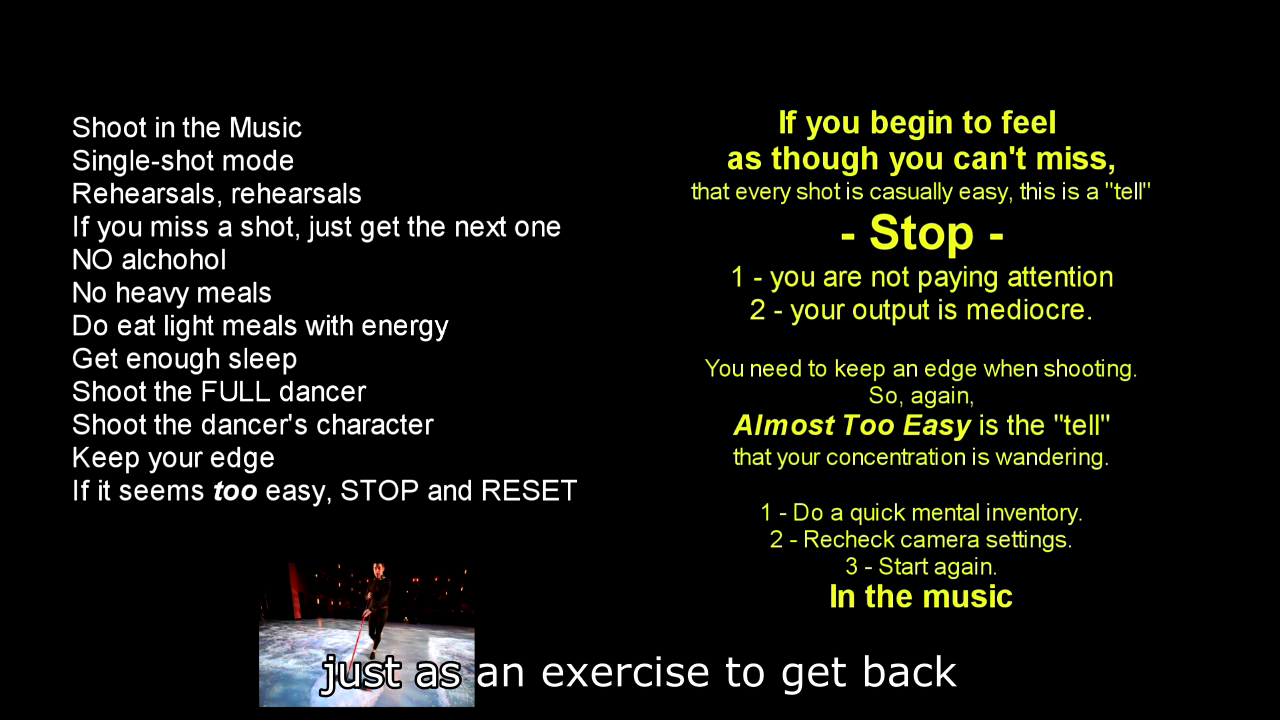 Shoot in the Music
Single-shot mode
Rehearsals, rehearsals
If you miss a shot, just get the next one
NO alchohol
No heavy meals
Do eat light meals with energy
Get enough sleep
Shoot the FULL dancer
Shoot the dancer's character
Keep your edge
If it seems too easy, STOP and RESET
If you begin to feel
as though you can't miss,
that every shot is casually easy, this is a "tell"
- Stop -
1 - you are not paying attention
2 - your output is mediocre.
You need to keep an edge when shooting.
So, again,
Almost Too Easy is the "tell"
that your concentration is wandering.
1 - Do a quick mental inventory.
2 - Recheck camera settings.
3 - Start again.
In the music
just as an exercise to get back